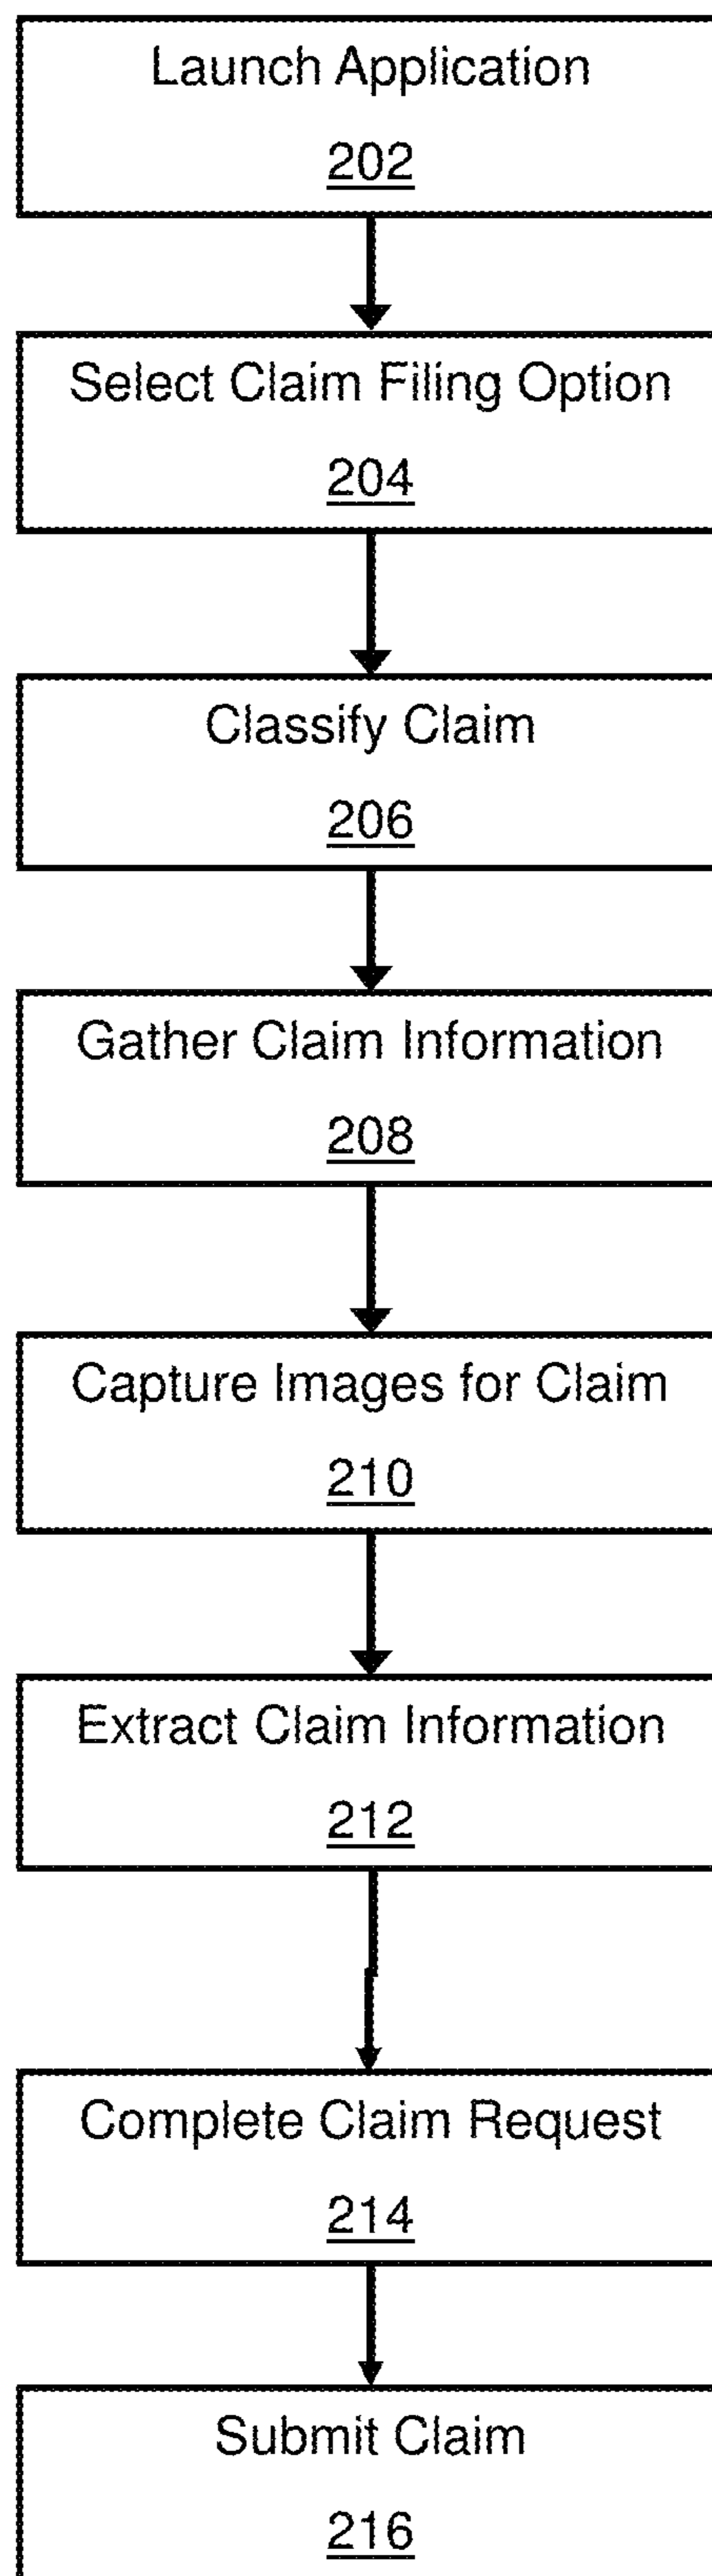 Launch Application
202
Select Claim Filing Option
204
Classify Claim
206
Gather Claim Information
208
Capture Images for Claim
210
Extract Claim Information
212
Complete Claim Request
214
Submit Claim
216